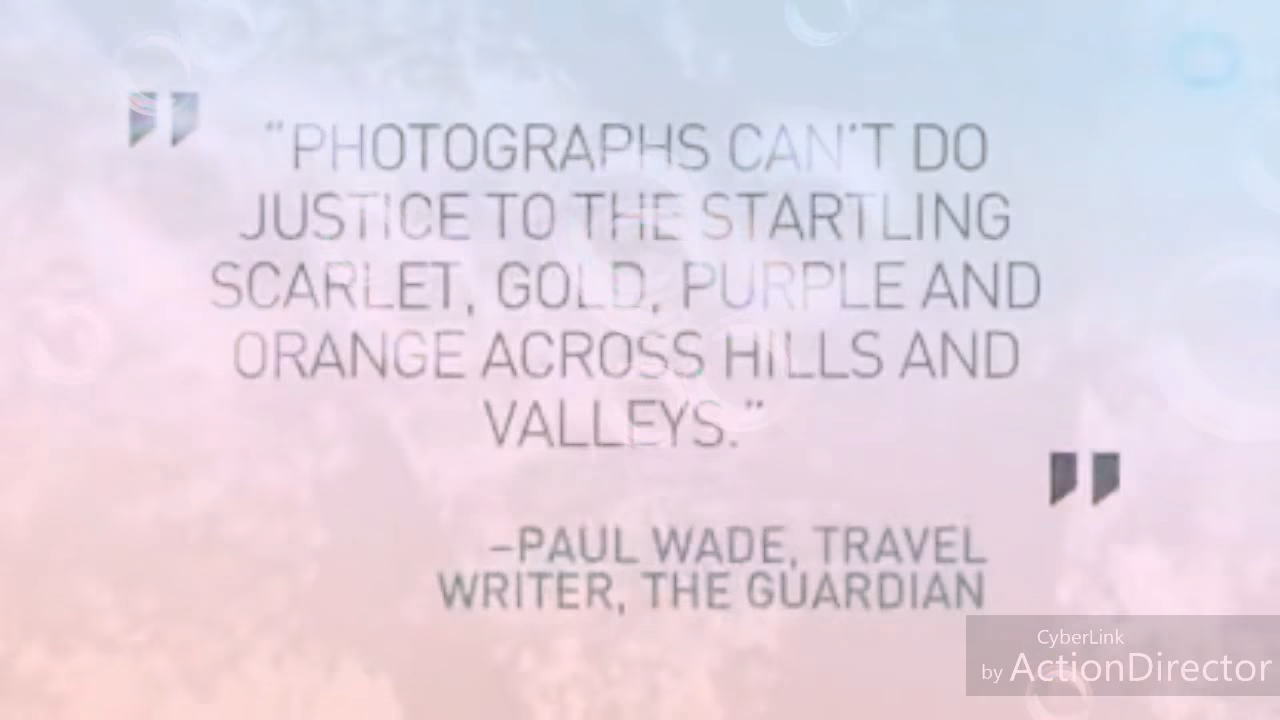 “PHOTOGRAPHS CAN’T DO
JUSTICE TO THE STARTLING
SCARLET, GOLD, PURPLE AND
ORANGE ACROSS HILLS AND
VALLEYS.”
–PAUL WADE, TRAVEL
WRITER, THE GUARDIAN
CyberLink
by ActionDirector